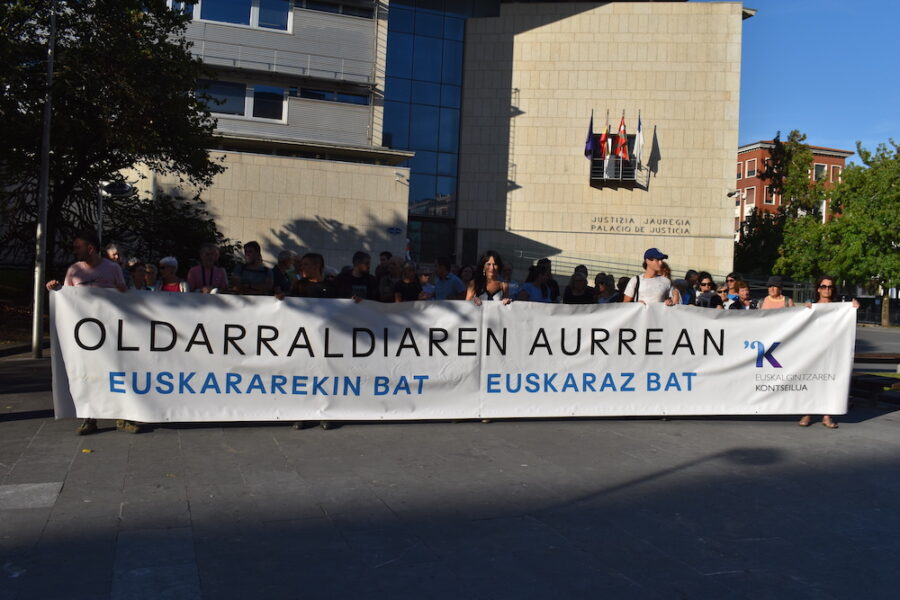 JUSTIZIA JAUREGIA
PALACIO DE JUSTICIA
OLDARRALDIAREN AURREAN
EUSKARAREKIN BAT EUSKARAZ BAT
K
EUSKALGINTZAREN
KONTSEILUA